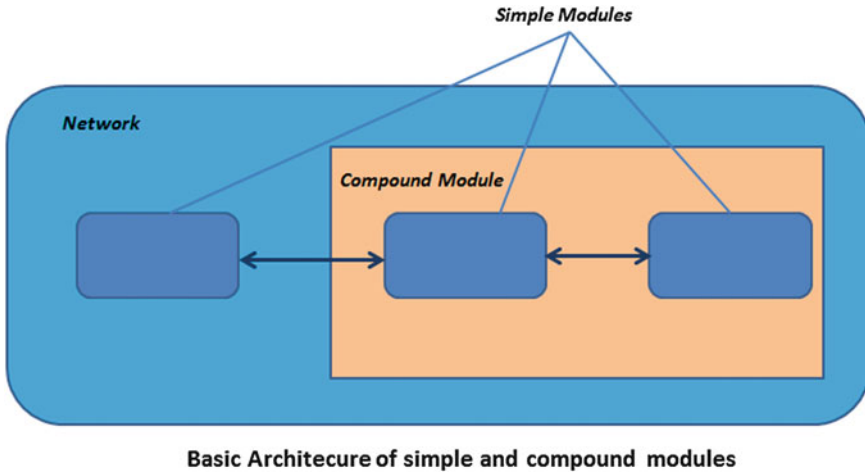 Simple Modules
Network
Compound Module
Basic Architecure of simple and compound modules